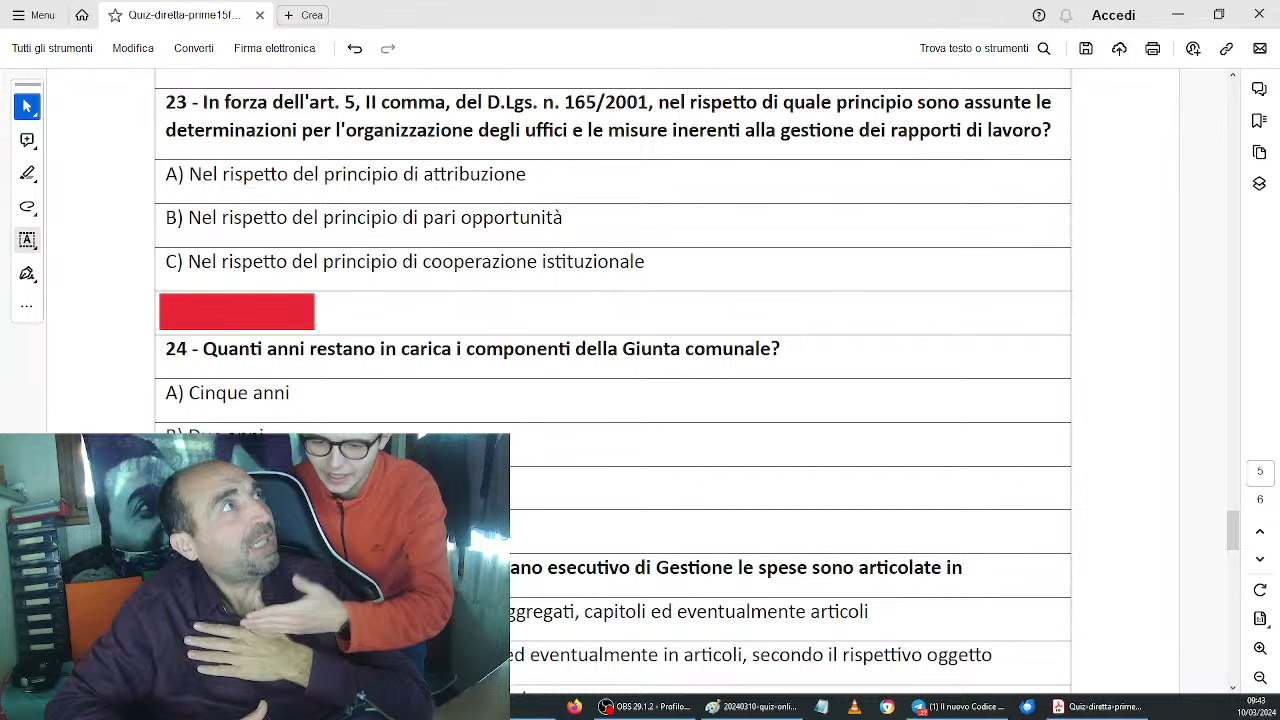 Menu
Quiz-diretta-prime15f...
Crea
Accedi
Tutti gli strumenti
Modifica
Converti
Firma elettronica
Trova testo o strumenti
23 - In forza dell'art. 5, II comma, del D.Lgs. n. 165/2001, nel rispetto di quale principio sono assunte le
determinazioni per l'organizzazione degli uffici e le misure inerenti alla gestione dei rapporti di lavoro?
A) Nel rispetto del principio di attribuzione
B) Nel rispetto del principio di pari opportunità
C) Nel rispetto del principio di cooperazione istituzionale
24 - Quanti anni restano in carica i componenti della Giunta comunale?
A) Cinque anni
ano esecutivo di Gestione le spese sono articolate in
ggregati, capitoli ed eventualmente articoli
ed eventualmente in articoli, secondo il rispettivo oggetto
5
6
OBS 29.1.2 - Profilo...
20240310-quiz-onli...
(1) Il nuovo Codice ...
Quiz-diretta-prime...
09:43
10/03/2024